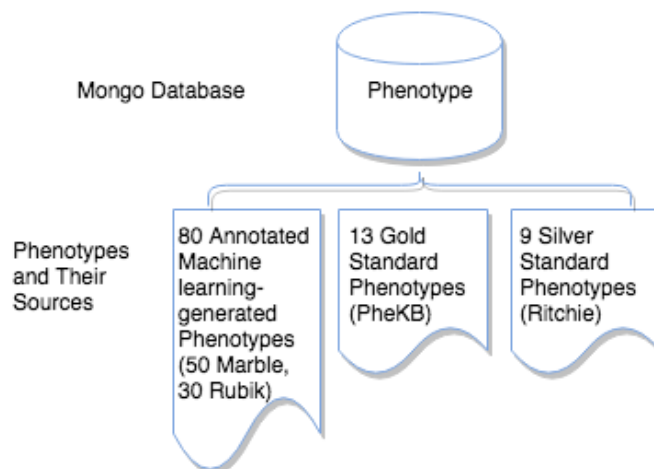 Mongo Database
Phenotype
Phenotypes
and Their
Sources
80 Annotated
Machine
learning-
generated
Phenotypes
(50 Marble,
30 Rubik)
13 Gold
Standard
Phenotypes
(PheKB)
9 Silver
Standard
Phenotypes
(Ritchie)